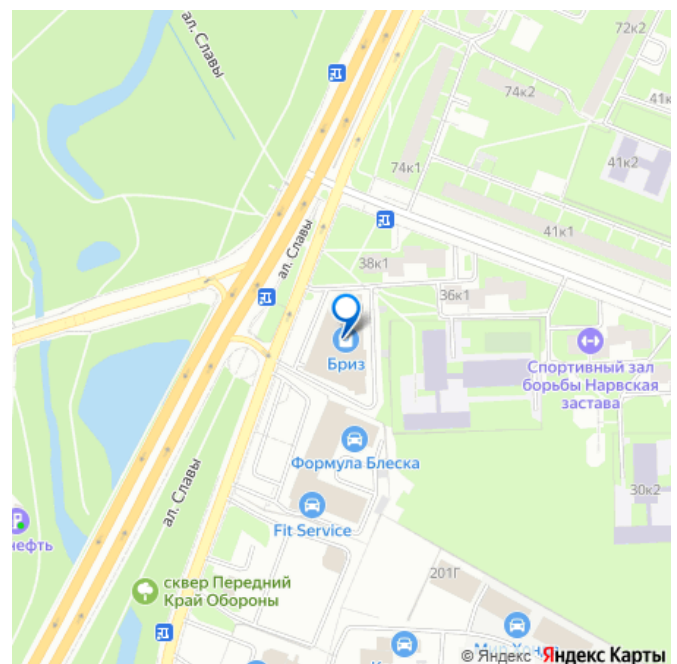 72к2
ал. Славы
74к2
41к
41к2
74к1
41к1
ал. Славы
38к1
36к1
Бриз
Спортивный зал
борьбы Нарвская
застава
Формула Блеска
ал. Славы
30к2
нефть
Fit Service
201Г
сквер Передний
Край Обороны
© Яндекс Яндекс Карты